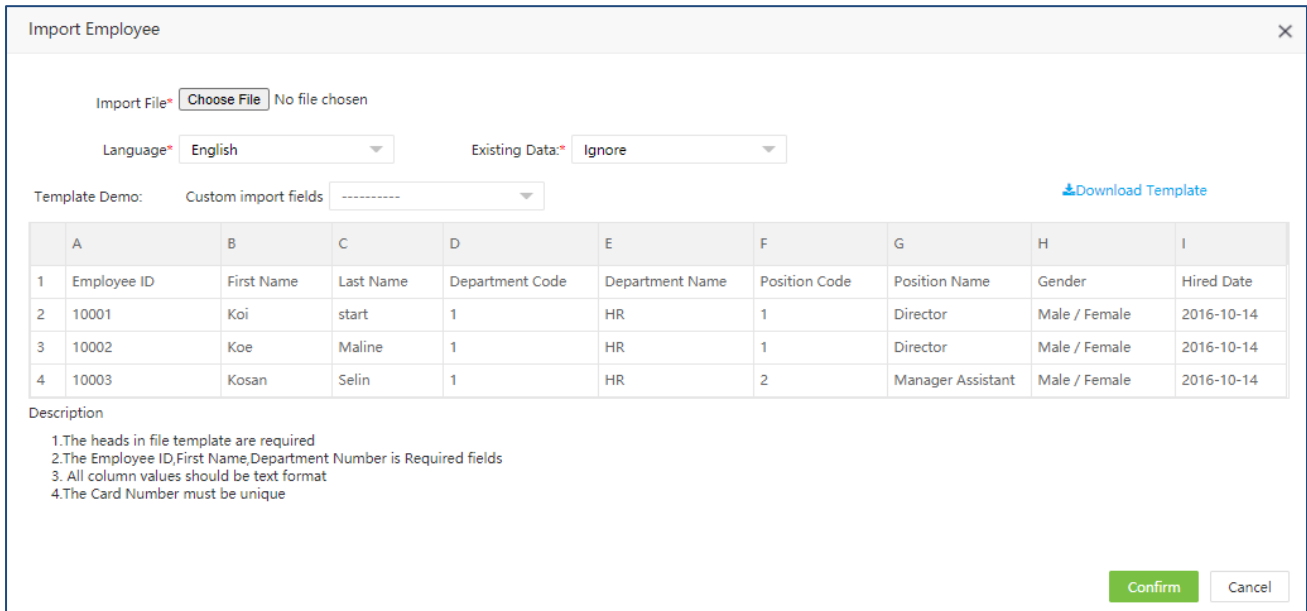 Import Employee
Import File* Choose File No file chosen
Language* English Existing Data:* Ignore
Template Demo: Custom import fields ---------- Download Template
A B C D E F G H I
1 Employee ID First Name Last Name Department Code Department Name Position Code Position Name Gender Hired Date
2 10001 Koi start 1 HR 1 Director Male / Female 2016-10-14
3 10002 Koe Maline 1 HR 1 Director Male / Female 2016-10-14
4 10003 Kosan Selin 1 HR 2 Manager Assistant Male / Female 2016-10-14
Description
1.The heads in file template are required
2.The Employee ID,First Name,Department Number is Required fields
3. All column values should be text format
4.The Card Number must be unique
Confirm Cancel